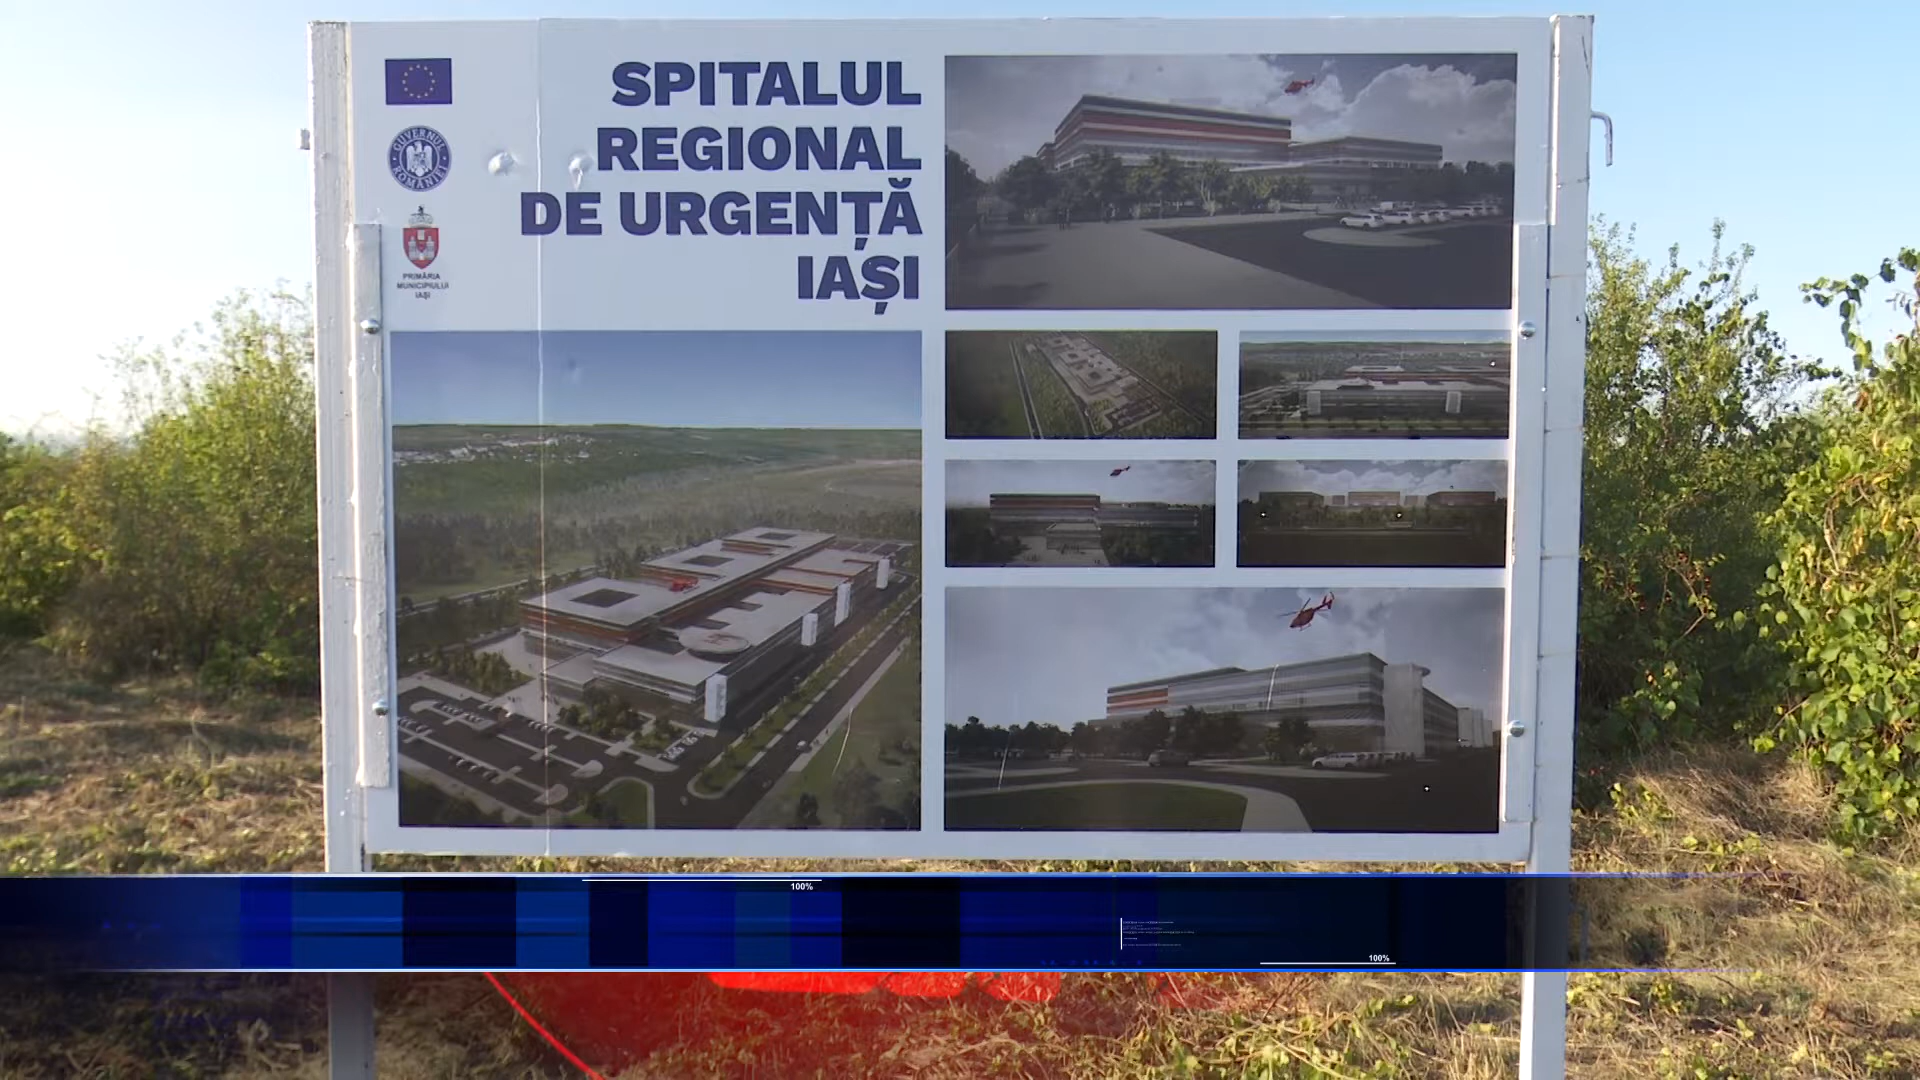 SPITALUL
REGIONAL
DE URGENȚĂ
IAȘI
GUVERNUL
ROMÂNIEI
PRIMĂRIA
MUNICIPIULUI
IAȘI
100%
100%